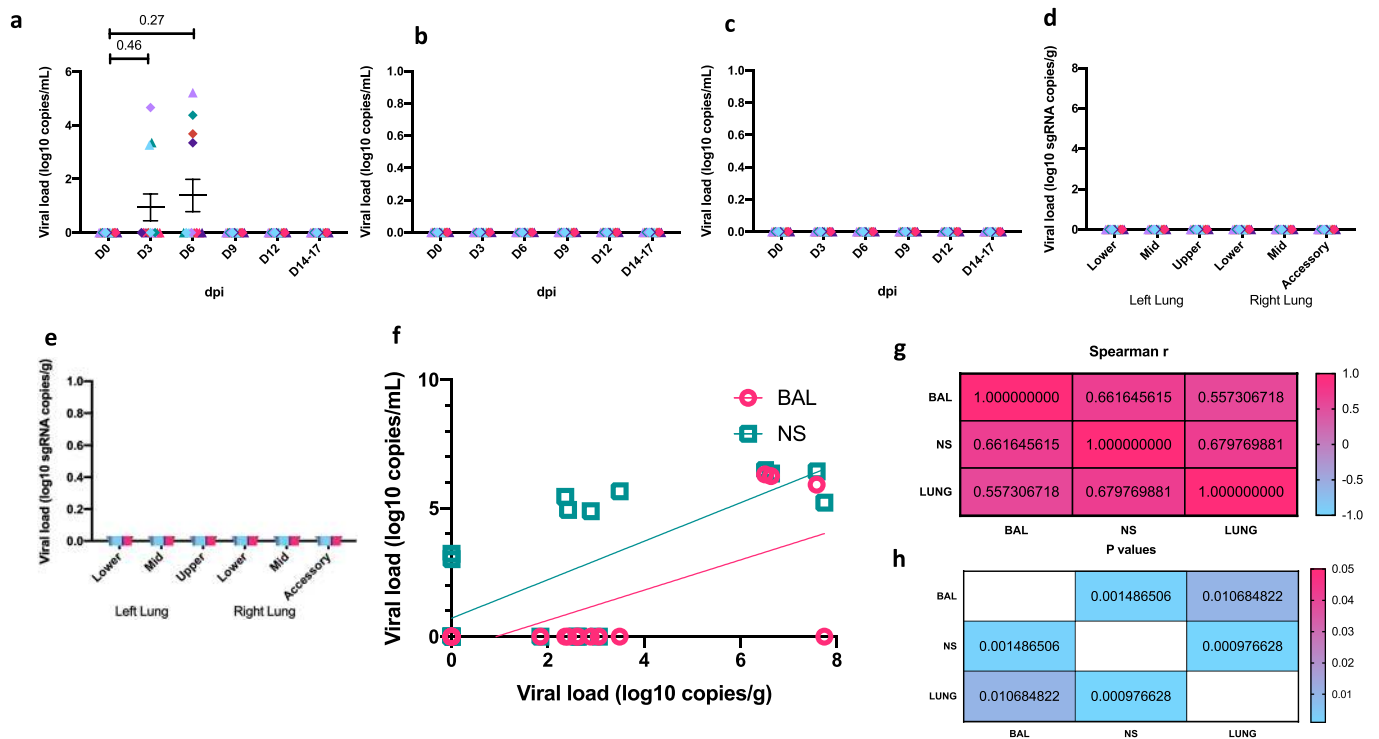 a
0.27
0.46
Viral load (log10 copies/mL)
6
4
2
0
D0
D3
D6
D9
D12
D14-17
dpi
b
Viral load (log10 copies/mL)
1.0
0.8
0.6
0.4
0.2
0.0
D0
D3
D6
D9
D12
D14-17
dpi
c
Viral load (log10 copies/mL)
1.0
0.8
0.6
0.4
0.2
0.0
D0
D3
D6
D9
D12
D14-17
dpi
d
Viral load (log10 sgRNA copies/g)
8
6
4
2
0
Lower
Mid
Upper
Lower
Mid
Accessory
Left Lung
Right Lung
e
Viral load (log10 sgRNA copies/g)
1.0
0.8
0.6
0.4
0.2
0.0
Lower
Mid
Upper
Lower
Mid
Accessory
Left Lung
Right Lung
f
Viral load (log10 copies/mL)
10
5
0
0
2
4
6
8
Viral load (log10 copies/g)
BAL
NS
g
Spearman r
BAL
1.000000000
0.661645615
0.557306718
NS
0.661645615
1.000000000
0.679769881
LUNG
0.557306718
0.679769881
1.000000000
BAL
NS
LUNG
1.0
0.5
0
-0.5
-1.0
h
P values
BAL
0.001486506
0.010684822
NS
0.001486506
0.000976628
LUNG
0.010684822
0.000976628
BAL
NS
LUNG
0.05
0.04
0.03
0.02
0.01